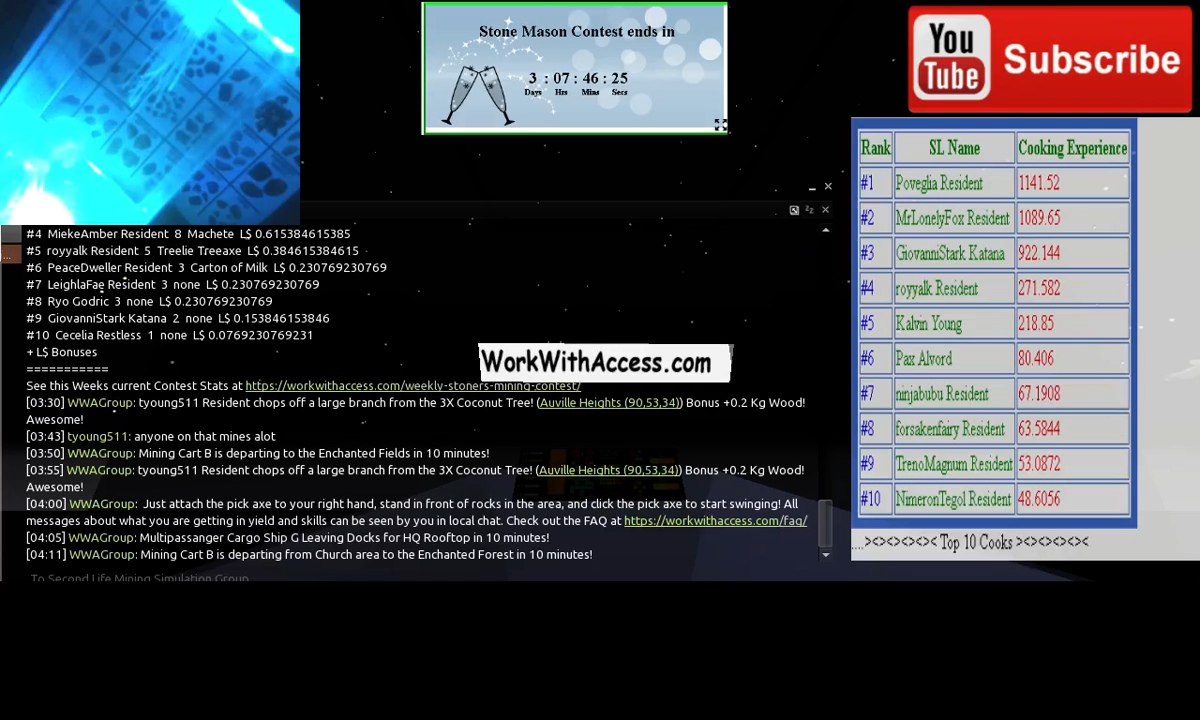 Stone Mason Contest ends in
3 : 07 : 46 : 25
Days Hrs Mins Secs
You Tube Subscribe
Rank SL Name Cooking Experience
#1 Poveglia Resident 1141.52
#2 MrLonelyFox Resident 1089.65
#3 GiovanniStark Katana 922.144
#4 royyalk Resident 271.582
#5 Kalvin Young 218.85
#6 Pax Alvord 80.406
#7 ninjabubu Resident 67.1908
#8 forsakenfairy Resident 63.5844
#9 TrenoMagnum Resident 53.0872
#10 NimeronTegol Resident 48.6056
....><><><><>< Top 10 Cooks ><><><><><
#4 MiekeAmber Resident 8 Machete L$ 0.615384615385
#5 royyalk Resident 5 Treelie Treeaxe L$ 0.384615384615
#6 PeaceDweller Resident 3 Carton of Milk L$ 0.230769230769
#7 LeighlaFae Resident 3 none L$ 0.230769230769
#8 Ryo Godric 3 none L$ 0.230769230769
#9 GiovanniStark Katana 2 none L$ 0.153846153846
#10 Cecelia Restless 1 none L$ 0.0769230769231
+ L$ Bonuses
===========
WorkWithAccess.com
See this Weeks current Contest Stats at https://workwithaccess.com/weekly-stoners-mining-contest/
[03:30] WWAGroup: tyoung511 Resident chops off a large branch from the 3X Coconut Tree! (Auville Heights (90,53,34)) Bonus +0.2 Kg Wood!
Awesome!
[03:43] tyoung511: anyone on that mines alot
[03:50] WWAGroup: Mining Cart B is departing to the Enchanted Fields in 10 minutes!
[03:55] WWAGroup: tyoung511 Resident chops off a large branch from the 3X Coconut Tree! (Auville Heights (90,53,34)) Bonus +0.2 Kg Wood!
Awesome!
[04:00] WWAGroup: Just attach the pick axe to your right hand, stand in front of rocks in the area, and click the pick axe to start swinging! All
messages about what you are getting in yield and skills can be seen by you in local chat. Check out the FAQ at https://workwithaccess.com/faq/
[04:05] WWAGroup: Multipassanger Cargo Ship G Leaving Docks for HQ Rooftop in 10 minutes!
[04:11] WWAGroup: Mining Cart B is departing from Church area to the Enchanted Forest in 10 minutes!
To Second Life Mining Simulation Group